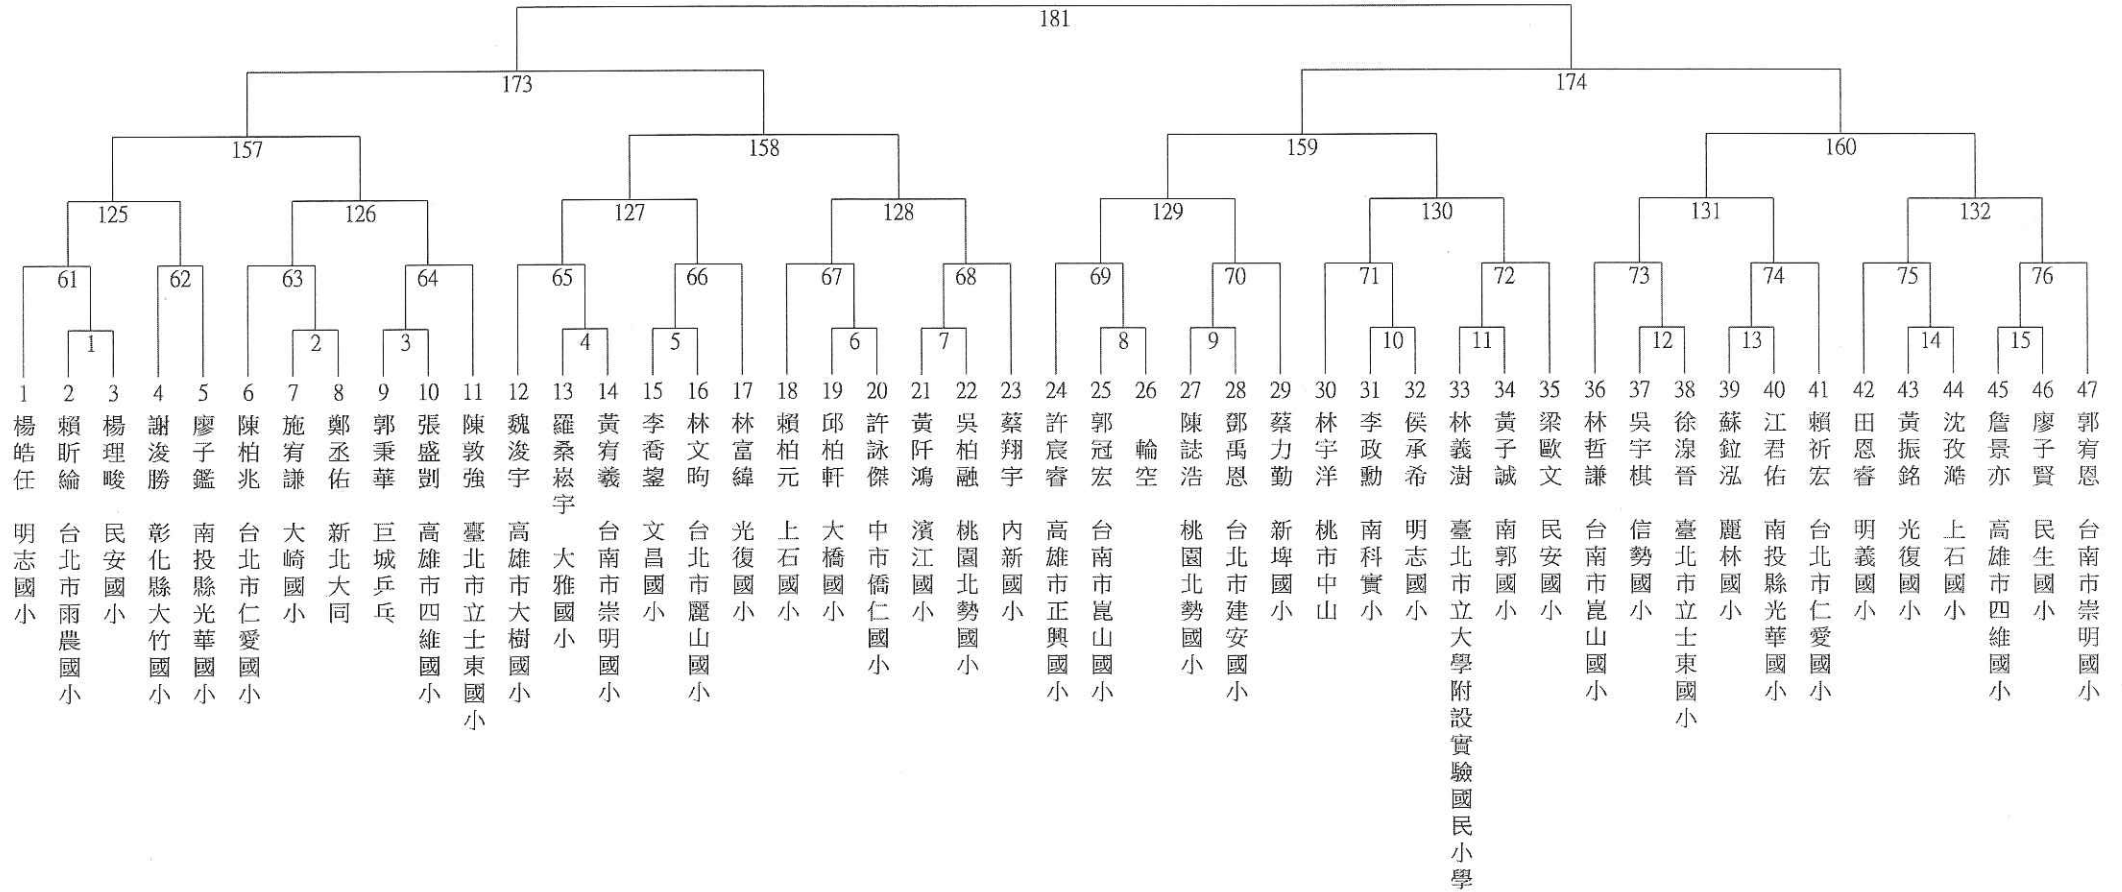 181
173
174
157
158
159
160
125
126
127
128
129
130
131
132
61
62
63
64
65
66
67
68
69
70
71
72
73
74
75
76
1
2
3
4
5
6
7
8
9
10
11
12
13
14
15
1 楊皓任 明志國小
2 賴昕綸 台北市雨農國小
3 楊理畯 民安國小
4 謝浚勝 彰化縣大竹國小
5 廖子鑑 南投縣光華國小
6 陳柏兆 台北市仁愛國小
7 施宥謙 大崎國小
8 鄭丞佑 新北大同
9 郭秉華 巨城乒乓
10 張盛剴 高雄市四維國小
11 陳敦強 臺北市立士東國小
12 魏浚宇 高雄市大樹國小
13 羅桑崧宇 大雅國小
14 黃宥羲 台南市崇明國小
15 李喬鋆 文昌國小
16 林文昫 台北市麗山國小
17 林富緯 光復國小
18 賴柏元 上石國小
19 邱柏軒 大橋國小
20 許詠傑 中市僑仁國小
21 黃阡鴻 濱江國小
22 吳柏融 桃園北勢國小
23 蔡翔宇 內新國小
24 許宸睿 高雄市正興國小
25 郭冠宏 台南市崑山國小
26 輪空
27 陳誌浩 桃園北勢國小
28 鄧禹恩 台北市建安國小
29 蔡力勤 新埤國小
30 林宇洋 桃市中山
31 李政勳 南科實小
32 侯承希 明志國小
33 林義澍 臺北市立大學附設實驗國民小學
34 黃子誠 南郭國小
35 梁歐文 民安國小
36 林哲謙 台南市崑山國小
37 吳宇棋 信勢國小
38 徐湶晉 臺北市立士東國小
39 蘇鉝泓 麗林國小
40 江君佑 南投縣光華國小
41 賴祈宏 台北市仁愛國小
42 田恩睿 明義國小
43 黃振銘 光復國小
44 沈孜澔 上石國小
45 詹景亦 高雄市四維國小
46 廖子賢 民生國小
47 郭宥恩 台南市崇明國小